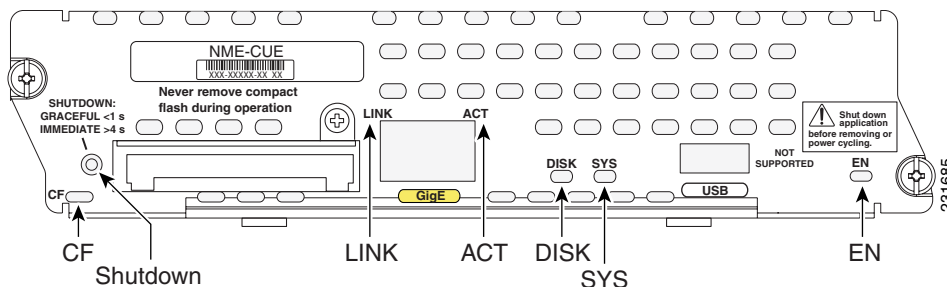 NME-CUE
XXX-XXXXX-XX XX
Never remove compact
flash during operation
SHUTDOWN:
GRACEFUL <1 s
IMMEDIATE >4 s
LINK
ACT
Shut down
application
before removing or
power cycling.
DISK
SYS
NOT
SUPPORTED
EN
CF
GigE
USB
231685
CF
Shutdown
LINK
ACT
DISK
SYS
EN